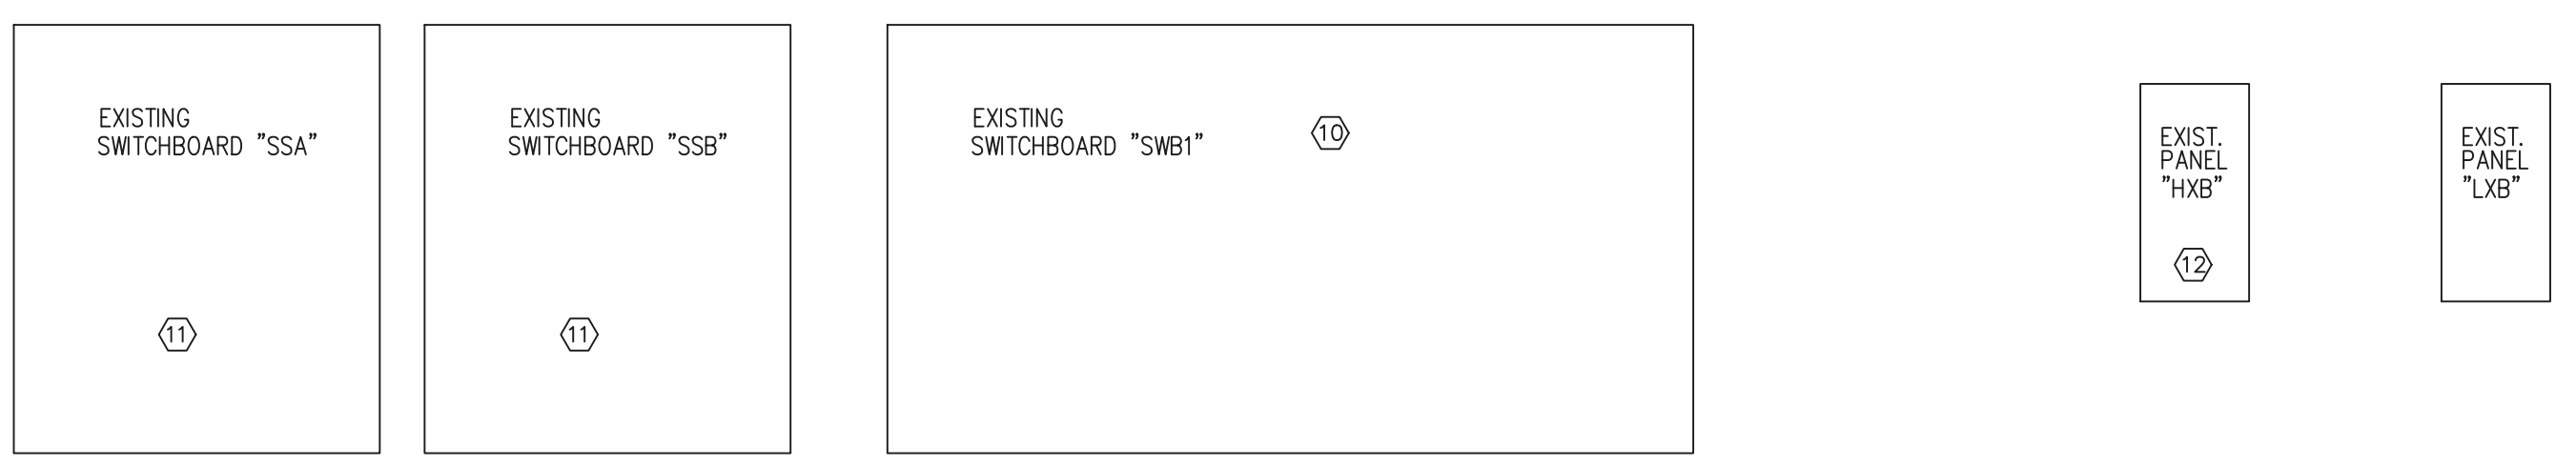 EXISTING
SWITCHBOARD "SSA"
11
EXISTING
SWITCHBOARD "SSB"
11
EXISTING
SWITCHBOARD "SWB1"
10
EXIST.
PANEL
"HXB"
12
EXIST.
PANEL
"LXB"